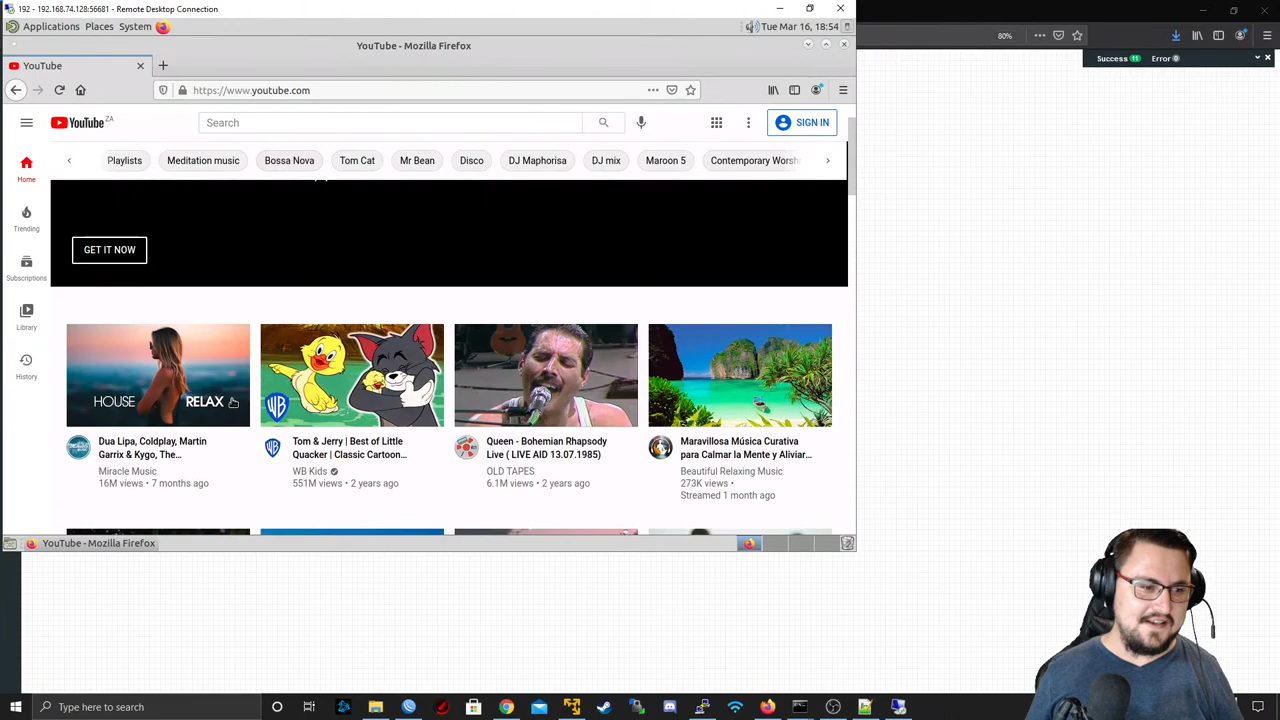 192 - 192.168.74.128:56681 - Remote Desktop Connection
Applications Places System
Tue Mar 16, 18:54
YouTube - Mozilla Firefox
YouTube
https://www.youtube.com
80%
Success 11 Error 0
YouTube ZA
Search
SIGN IN
Playlists
Meditation music
Bossa Nova
Tom Cat
Mr Bean
Disco
DJ Maphorisa
DJ mix
Maroon 5
Contemporary Worsh
Home
Trending
Subscriptions
Library
History
GET IT NOW
HOUSE RELAX
WB
Dua Lipa, Coldplay, Martin
Garrix & Kygo, The...
Miracle Music
16M views • 7 months ago
Tom & Jerry | Best of Little
Quacker | Classic Cartoon...
WB Kids
551M views • 2 years ago
Queen - Bohemian Rhapsody
Live ( LIVE AID 13.07.1985)
OLD TAPES
6.1M views • 2 years ago
Maravillosa Música Curativa
para Calmar la Mente y Aliviar...
Beautiful Relaxing Music
273K views •
Streamed 1 month ago
YouTube - Mozilla Firefox
Type here to search